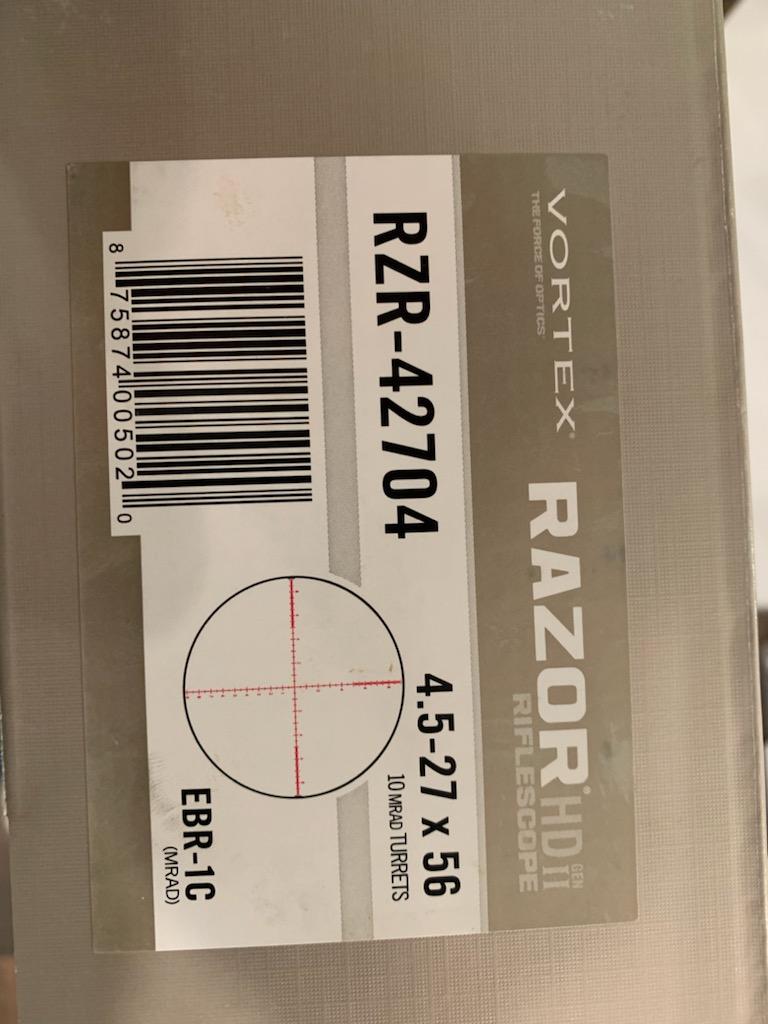 VORTEX® RAZOR® HD GEN II
THE FORCE OF OPTICS
RIFLESCOPE
RZR-42704
4.5-27 x 56
10 MRAD TURRETS
8 75874 00502 0
EBR-1C
(MRAD)